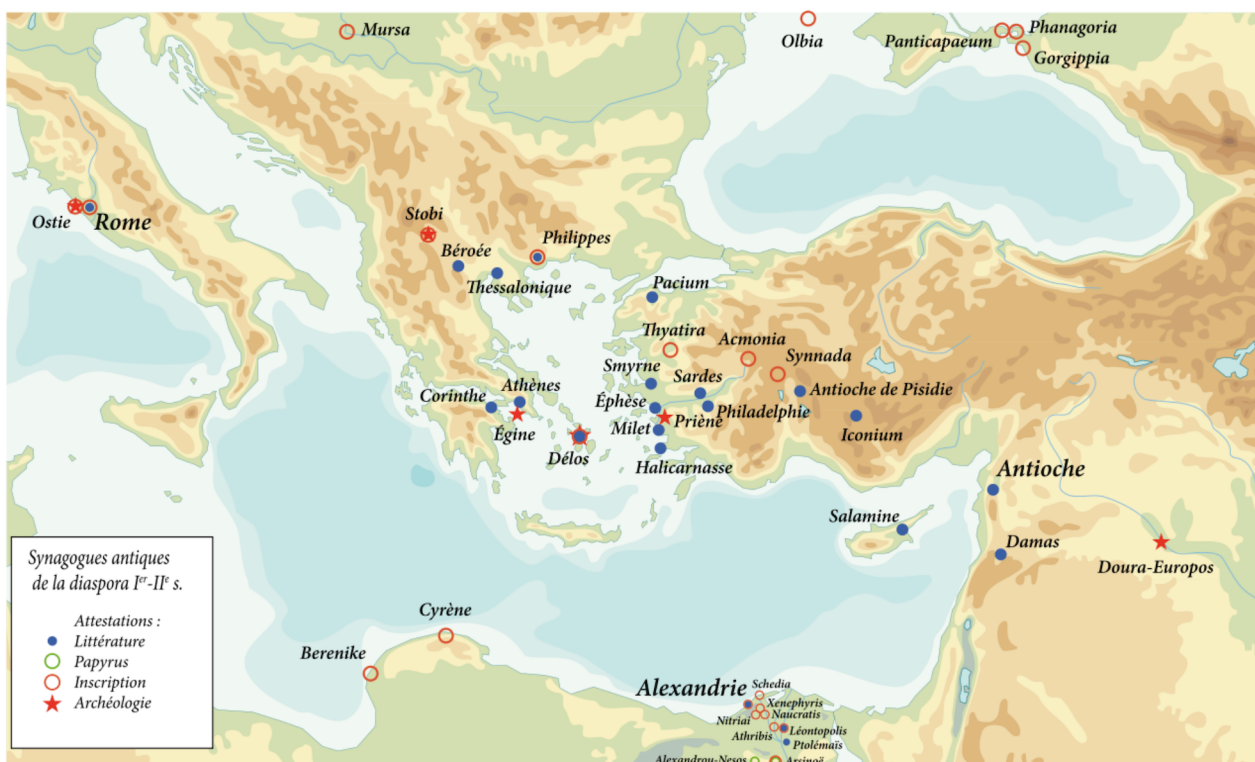 Mursa
Olbia
Panticapaeum
Phanagoria
Gorgippia
Ostie
Rome
Stobi
Béroée
Philippes
Thessalonique
Pacium
Thyatira
Acmonia
Synnada
Smyrne
Sardes
Antioche de Pisidie
Corinthe
Athènes
Éphèse
Philadelphie
Priène
Milet
Iconium
Égine
Délos
Halicarnasse
Antioche
Salamine
Damas
Doura-Europos
Synagogues antiques
de la diaspora Ier-IIe s.
Attestations :
Littérature
Papyrus
Inscription
Archéologie
Cyrène
Berenike
Alexandrie
Schedia
Xenephyris
Nitriai
Naucratis
Athribis
Léontopolis
Ptolémaïs
Alexandrou-Nesos
Arsinoë